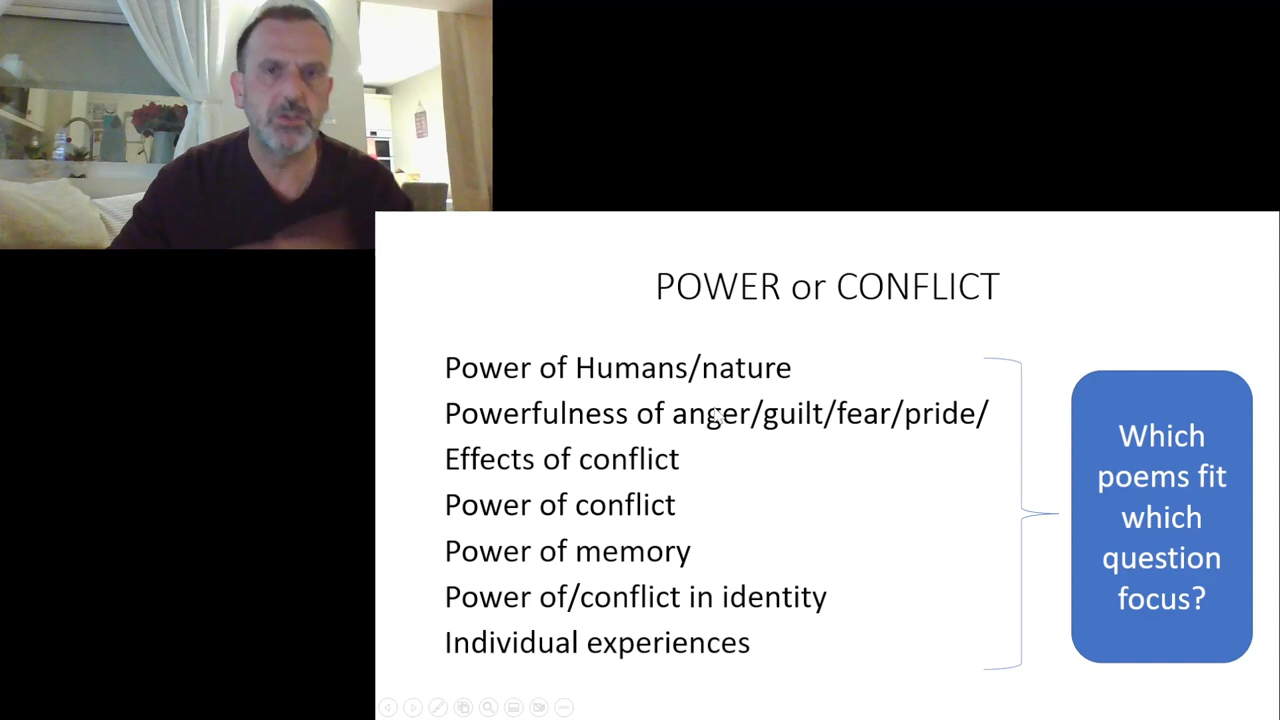 POWER or CONFLICT
Power of Humans/nature
Powerfulness of anger/guilt/fear/pride/
Effects of conflict
Power of conflict
Power of memory
Power of/conflict in identity
Individual experiences
Which
poems fit
which
question
focus?